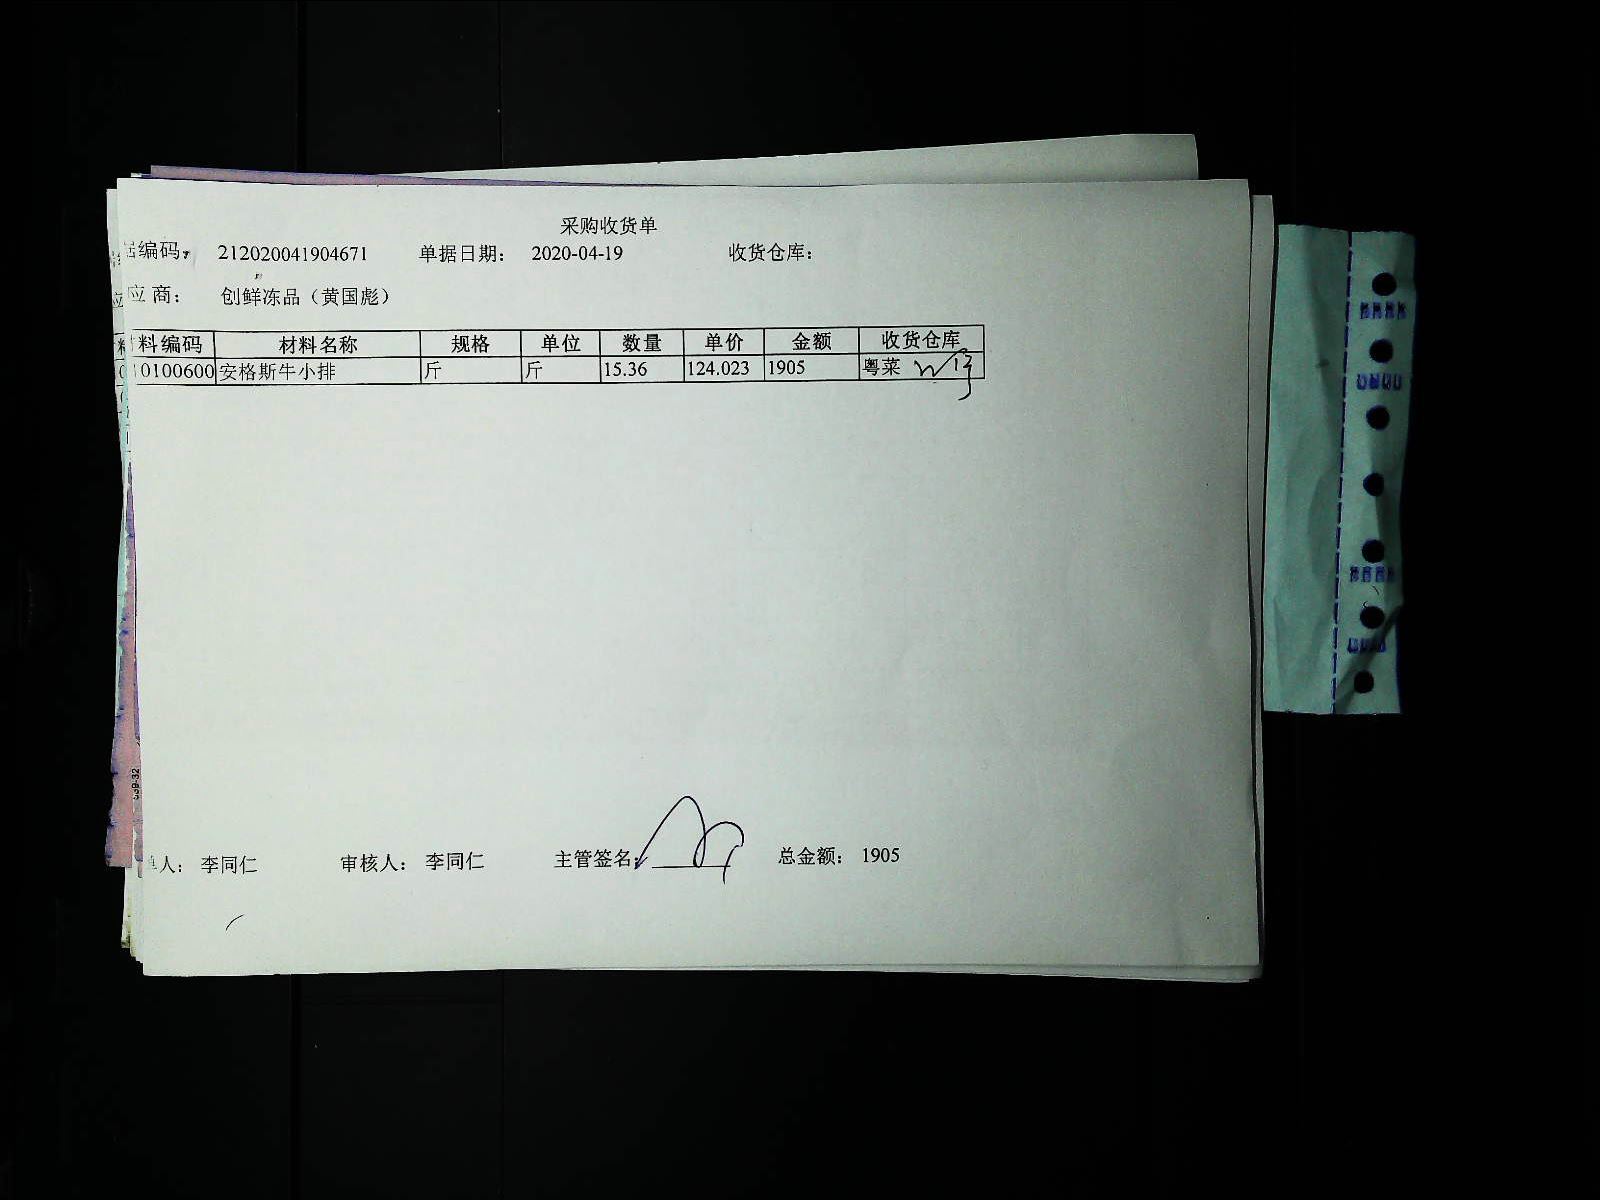 采购收货单
编码: 212020041904671 单据日期: 2020-04-19 收货仓库:
应商: 创鲜冻品（黄国彪）
料编码 材料名称 规格 单位 数量 单价 金额 收货仓库
10100600 安格斯牛小排 斤 斤 15.36 124.023 1905 粤菜
单人: 李同仁 审核人: 李同仁 主管签名: 总金额: 1905